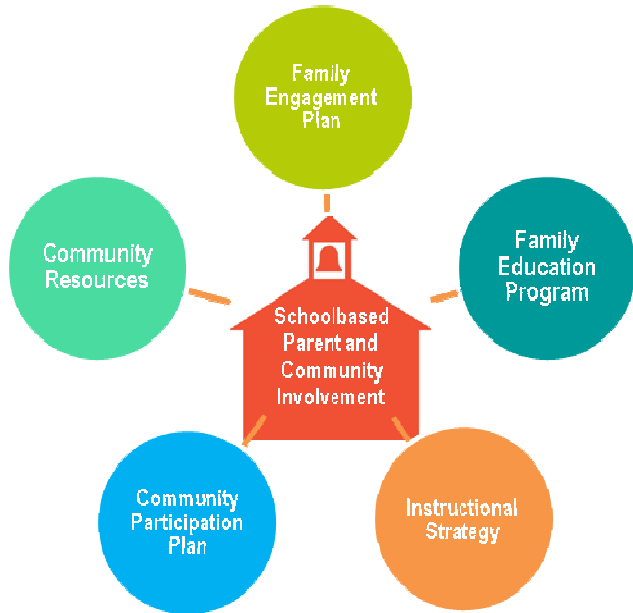 Family
Engagement
Plan
Community
Resources
Family
Education
Program
Schoolbased
Parent and
Community
Involvement
Community
Participation
Plan
Instructional
Strategy